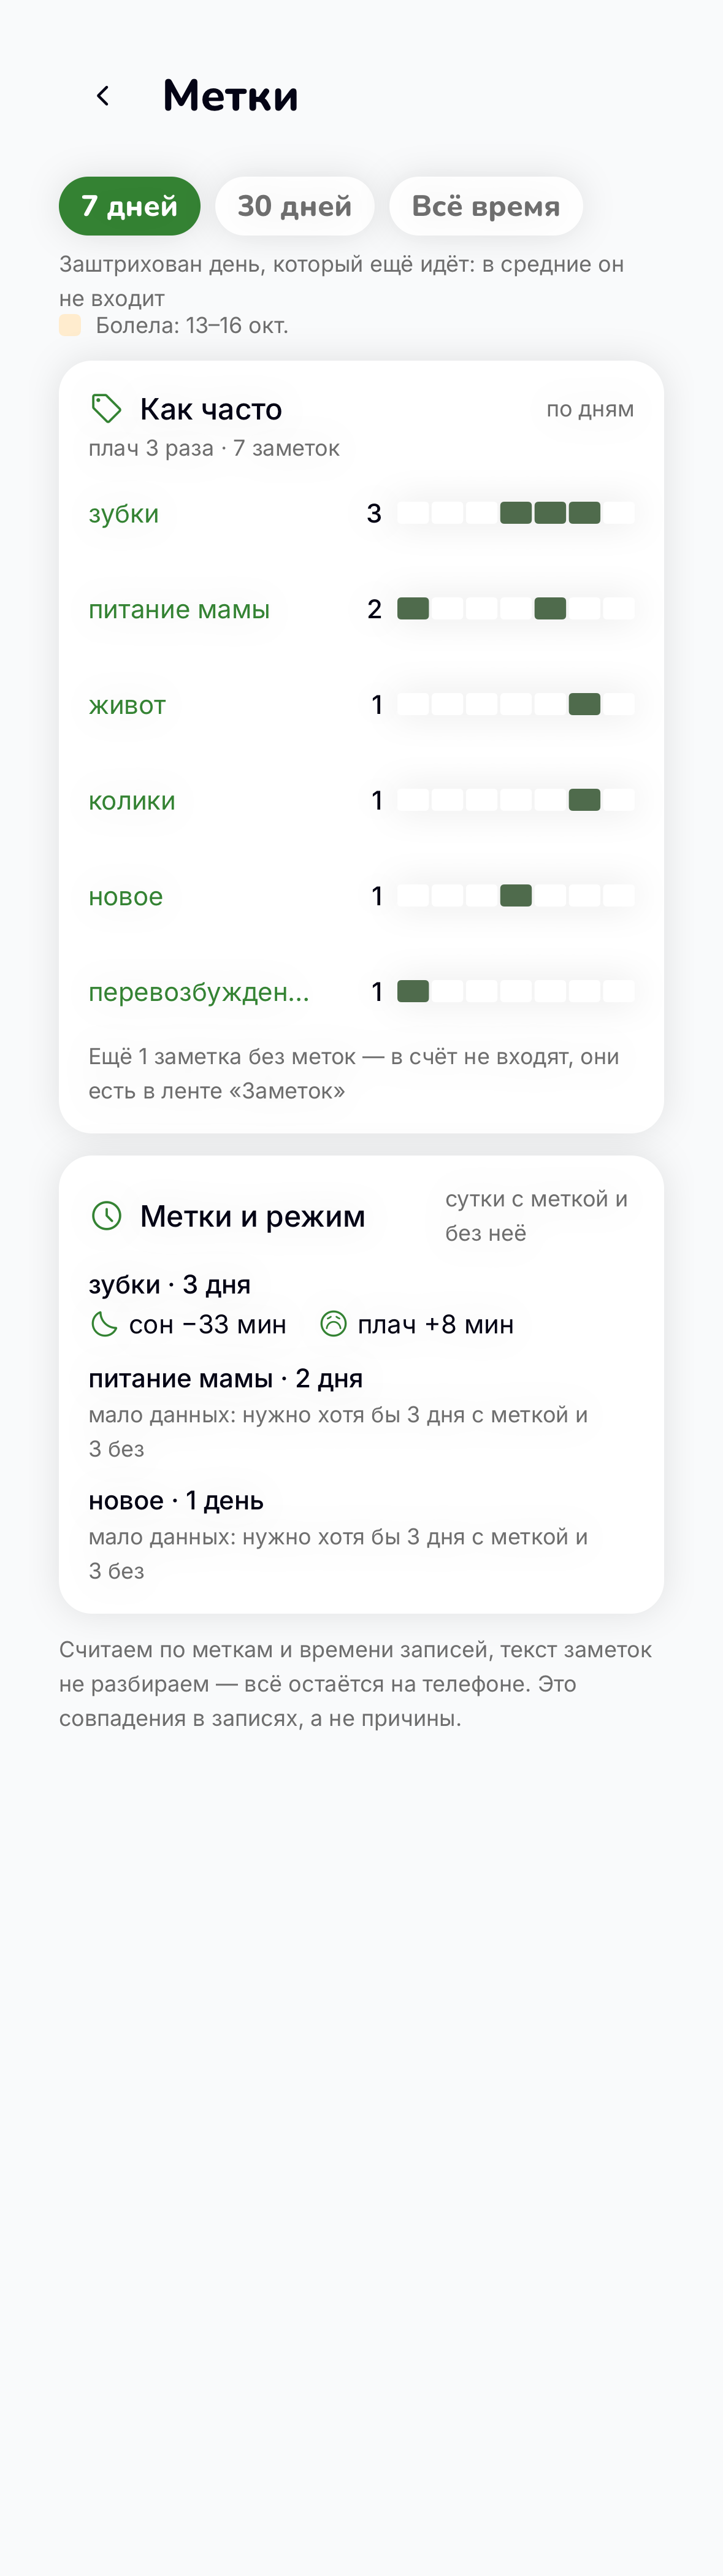 Метки
7 дней
30 дней
Всё время
Заштрихован день, который ещё идёт: в средние он
не входит
Болела: 13–16 окт.
Как часто
по дням
плач 3 раза · 7 заметок
зубки 3
питание мамы 2
живот 1
колики 1
новое 1
перевозбужден... 1
Ещё 1 заметка без меток — в счёт не входят, они
есть в ленте «Заметок»
Метки и режим
сутки с меткой и
без неё
зубки · 3 дня
сон −33 мин плач +8 мин
питание мамы · 2 дня
мало данных: нужно хотя бы 3 дня с меткой и
3 без
новое · 1 день
мало данных: нужно хотя бы 3 дня с меткой и
3 без
Считаем по меткам и времени записей, текст заметок
не разбираем — всё остаётся на телефоне. Это
совпадения в записях, а не причины.